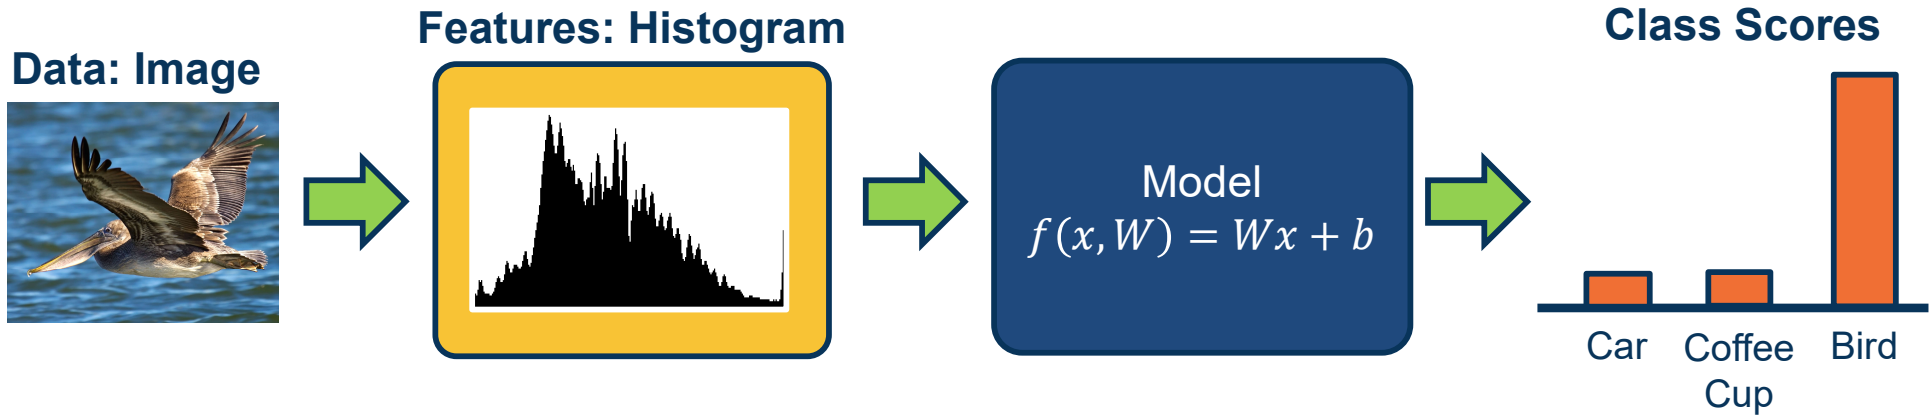 Data: Image
Features: Histogram
Model
f(x, W) = Wx + b
Class Scores
Car
Coffee
Cup
Bird